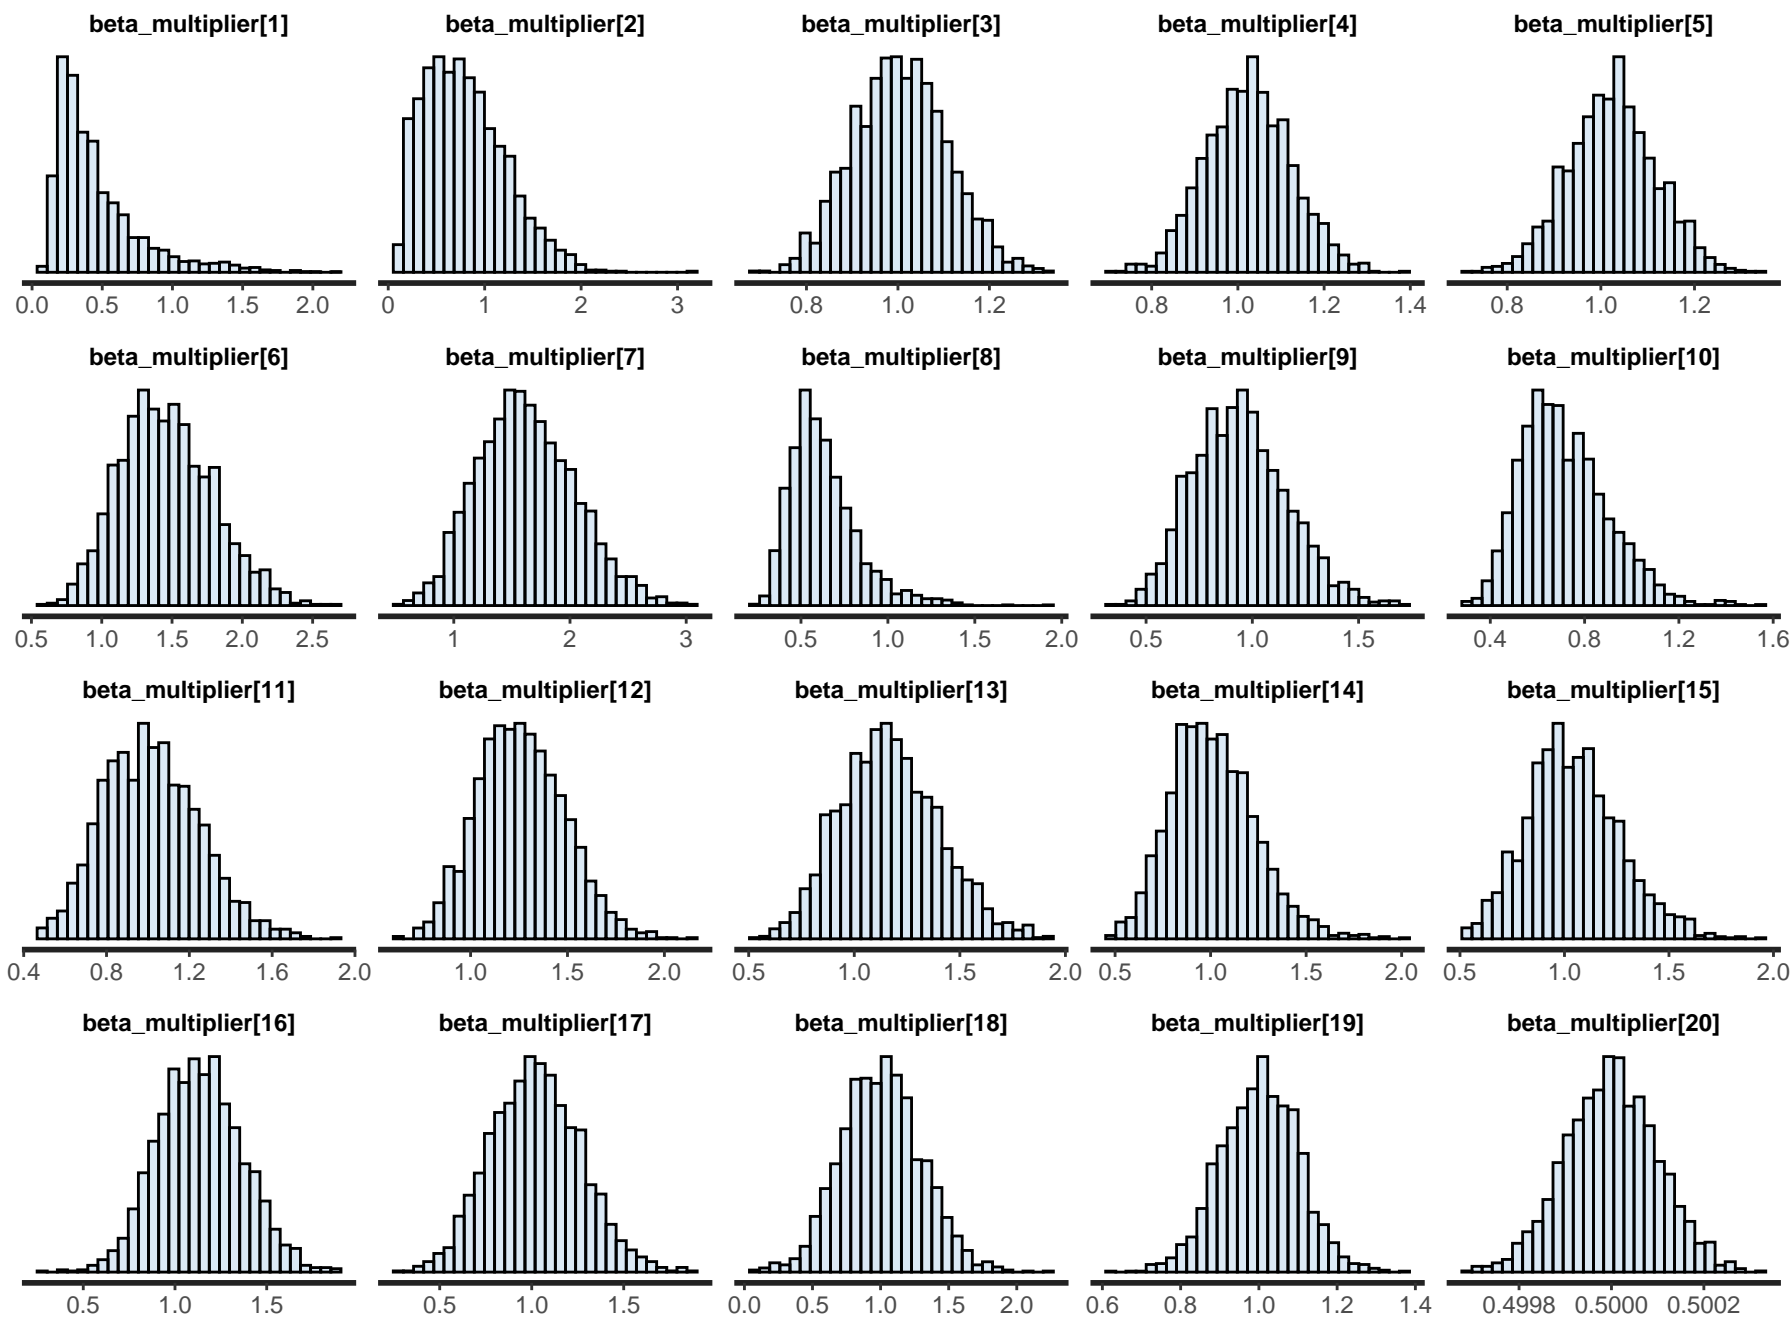 beta_multiplier[1] beta_multiplier[2] beta_multiplier[3] beta_multiplier[4] beta_multiplier[5]
0.0 0.5 1.0 1.5 2.0 0 1 2 3 0.8 1.0 1.2 0.8 1.0 1.2 1.4 0.8 1.0 1.2
beta_multiplier[6] beta_multiplier[7] beta_multiplier[8] beta_multiplier[9] beta_multiplier[10]
0.5 1.0 1.5 2.0 2.5 1 2 3 0.5 1.0 1.5 2.0 0.5 1.0 1.5 0.4 0.8 1.2 1.6
beta_multiplier[11] beta_multiplier[12] beta_multiplier[13] beta_multiplier[14] beta_multiplier[15]
0.4 0.8 1.2 1.6 2.0 1.0 1.5 2.0 0.5 1.0 1.5 2.0 0.5 1.0 1.5 2.0 0.5 1.0 1.5 2.0
beta_multiplier[16] beta_multiplier[17] beta_multiplier[18] beta_multiplier[19] beta_multiplier[20]
0.5 1.0 1.5 0.5 1.0 1.5 0.0 0.5 1.0 1.5 2.0 0.6 0.8 1.0 1.2 1.4 0.4998 0.5000 0.5002